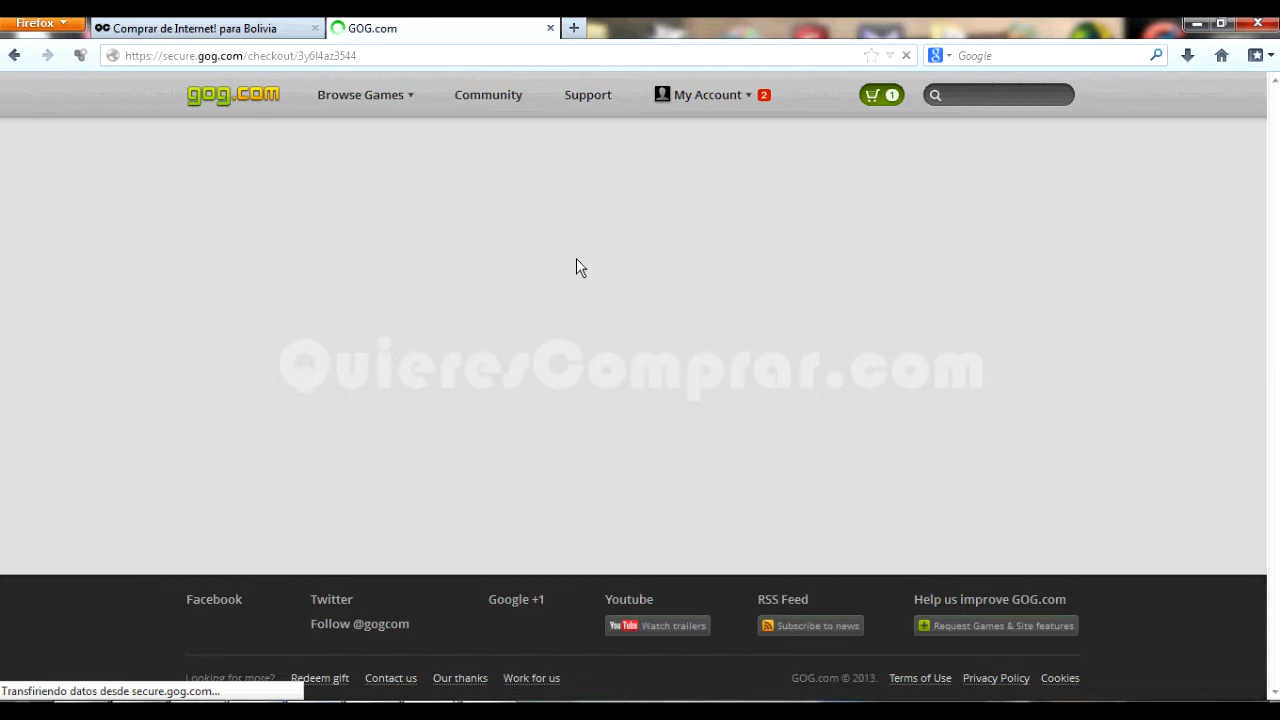 Firefox
Comprar de Internet! para Bolivia
GOG.com
https://secure.gog.com/checkout/3y6l4az3544
Google
gog.com
Browse Games
Community
Support
My Account
2
1
QuieresComprar.com
Facebook
Twitter
Google +1
Youtube
RSS Feed
Help us improve GOG.com
Follow @gogcom
You Tube Watch trailers
Subscribe to news
Request Games & Site features
Looking for more?
Redeem gift
Contact us
Our thanks
Work for us
GOG.com © 2013.
Terms of Use
Privacy Policy
Cookies
Transfiriendo datos desde secure.gog.com...